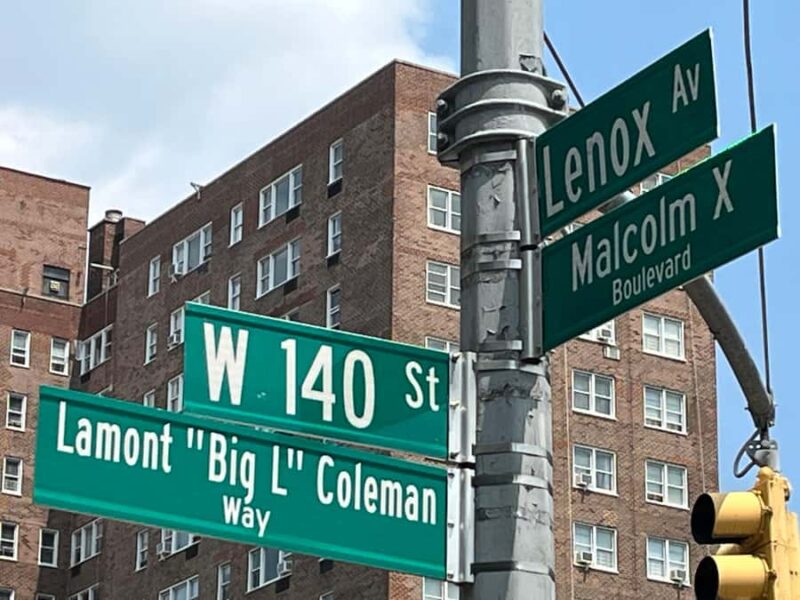 Lenox Av
Malcolm X
Boulevard
W 140 St
Lamont "Big L" Coleman
Way